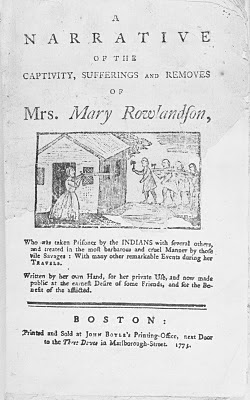 A
NARRATIVE
OF THE
CAPTIVITY, SUFFERINGS AND REMOVES
OF
Mrs. Mary Rowlandſon,
Who was taken Priſoner by the INDIANS with ſeveral others,
and treated in the moſt barbarous and cruel Manner by thoſe
vile Savages: With many other remarkable Events during her
TRAVELS.
Written by her own Hand, for her private Uſe, and now made
public at the earneſt Deſire of ſome Friends, and for the Be-
nefit of the afflicted.
BOSTON:
Printed and Sold at JOHN BOYLE's Printing-Office, next Door
to the Three Doves in Marlborough-Street. 1773.